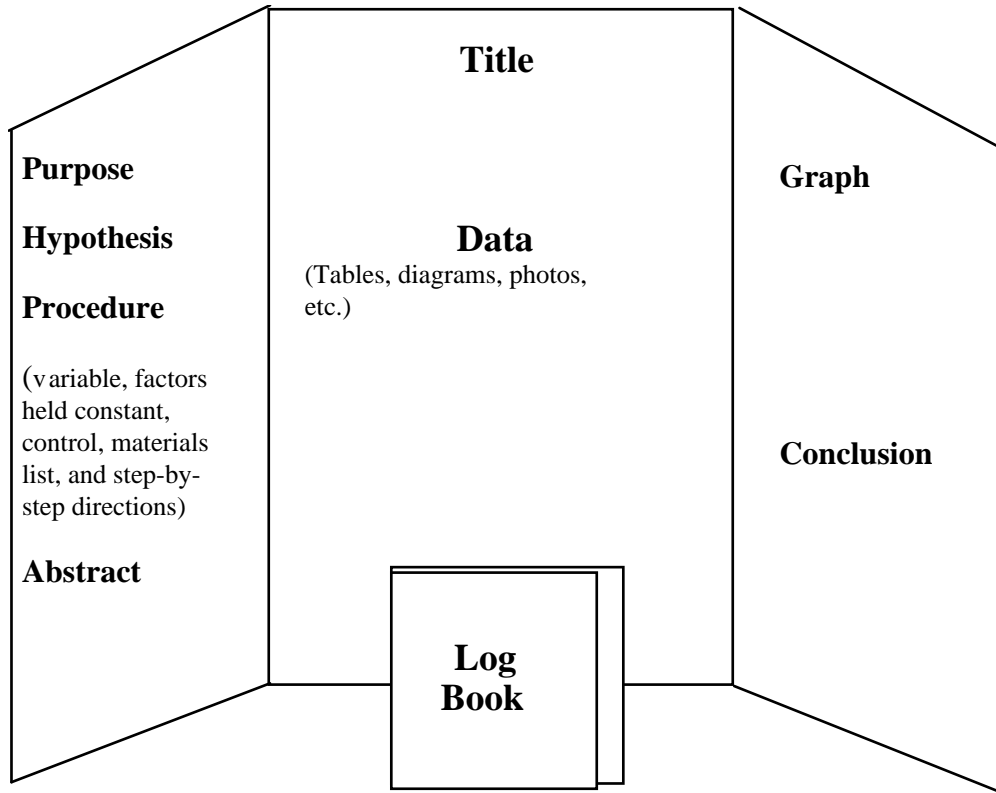 Title
Purpose
Hypothesis
Procedure
(variable, factors
held constant,
control, materials
list, and step-by-
step directions)
Abstract
Data
(Tables, diagrams, photos,
etc.)
Log
Book
Graph
Conclusion